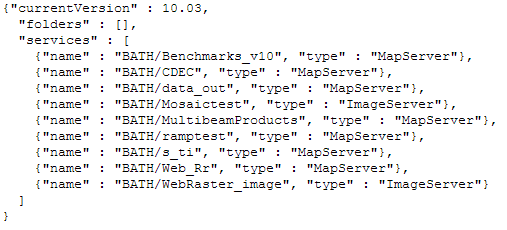 {"currentVersion" : 10.03,
"folders" : [],
"services" : [
{"name" : "BATH/Benchmarks_v10", "type" : "MapServer"},
{"name" : "BATH/CDEC", "type" : "MapServer"},
{"name" : "BATH/data_out", "type" : "MapServer"},
{"name" : "BATH/Mosaictest", "type" : "ImageServer"},
{"name" : "BATH/MultibeamProducts", "type" : "MapServer"},
{"name" : "BATH/ramptest", "type" : "MapServer"},
{"name" : "BATH/s_ti", "type" : "MapServer"},
{"name" : "BATH/Web_Rr", "type" : "MapServer"},
{"name" : "BATH/WebRaster_image", "type" : "ImageServer"}
]
}